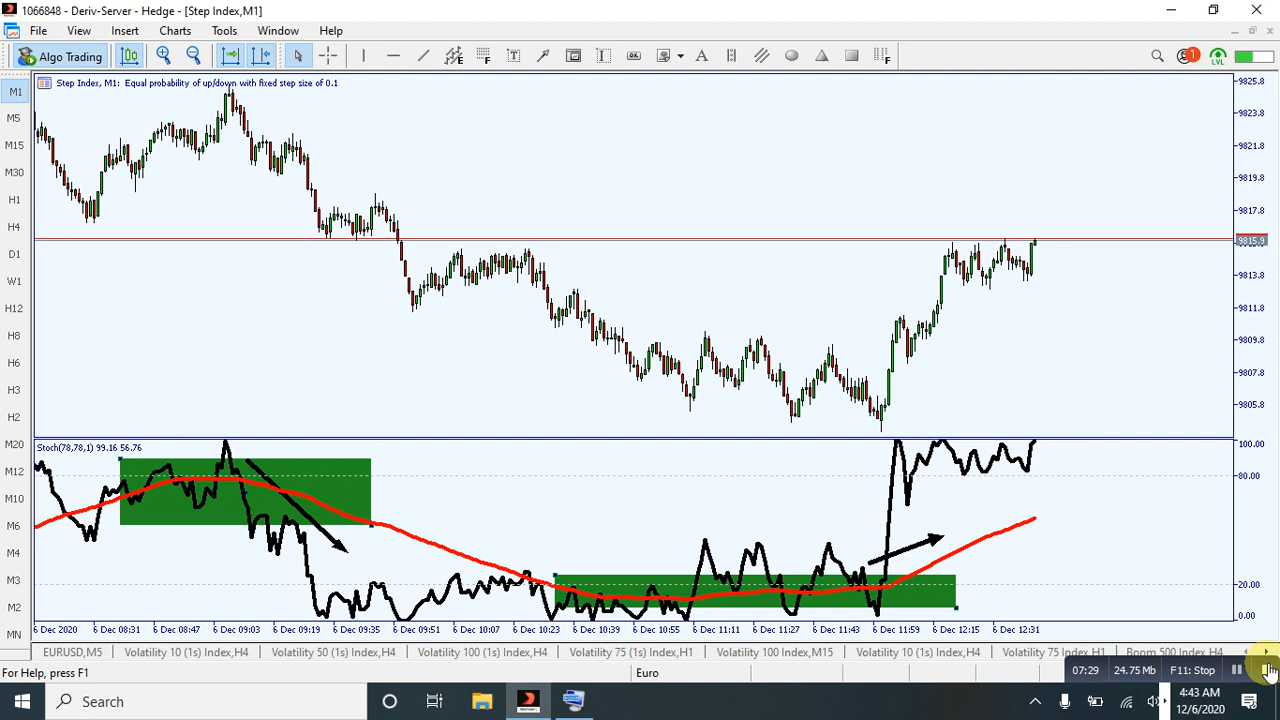 1066848 - Deriv-Server - Hedge - [Step Index,M1]
File View Insert Charts Tools Window Help
Algo Trading
E F T T OK A F 1 LVL
M1
M5
M15
M30
H1
H4
D1
W1
H12
H8
H6
H3
H2
M20
M12
M10
M6
M4
M3
M2
MN
Step Index, M1: Equal probability of up/down with fixed step size of 0.1
9825.8
9823.8
9821.8
9819.8
9817.8
9815.9
9813.8
9811.8
9809.8
9807.8
9805.8
Stoch(78,78,1) 99.16 56.76
100.00
80.00
20.00
0.00
6 Dec 2020 6 Dec 08:31 6 Dec 08:47 6 Dec 09:03 6 Dec 09:19 6 Dec 09:35 6 Dec 09:51 6 Dec 10:07 6 Dec 10:23 6 Dec 10:39 6 Dec 10:55 6 Dec 11:11 6 Dec 11:27 6 Dec 11:43 6 Dec 11:59 6 Dec 12:15 6 Dec 12:31
EURUSD,M5 Volatility 10 (1s) Index,H4 Volatility 50 (1s) Index,H4 Volatility 100 (1s) Index,H4 Volatility 75 (1s) Index,H1 Volatility 100 Index,M15 Volatility 10 (1s) Index,H4 Volatility 75 Index,H1 Boom 500 Index,H4
For Help, press F1 Euro
07:29 24.75 Mb F11: Stop
Search
4:43 AM
12/6/2020